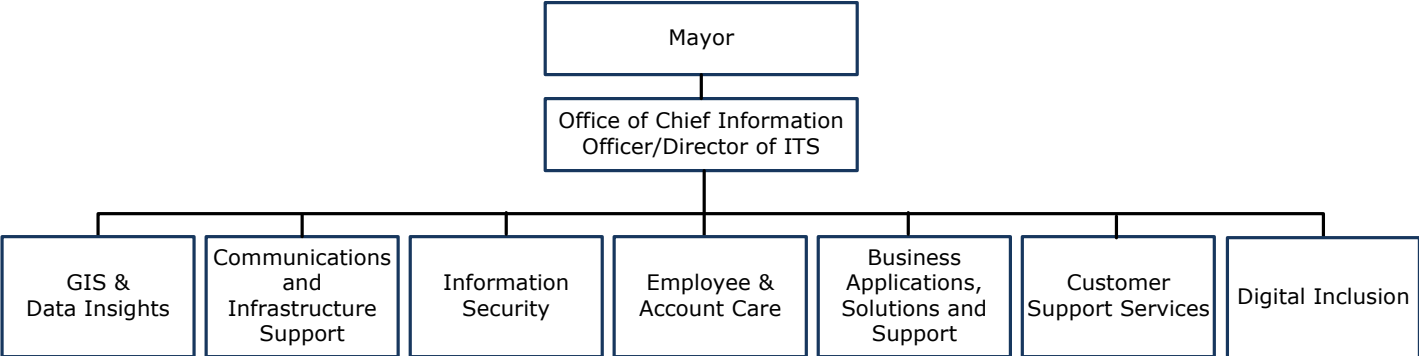 Mayor
Office of Chief Information
Officer/Director of ITS
GIS &
Data Insights
Communications
and
Infrastructure
Support
Information
Security
Employee &
Account Care
Business
Applications,
Solutions and
Support
Customer
Support Services
Digital Inclusion